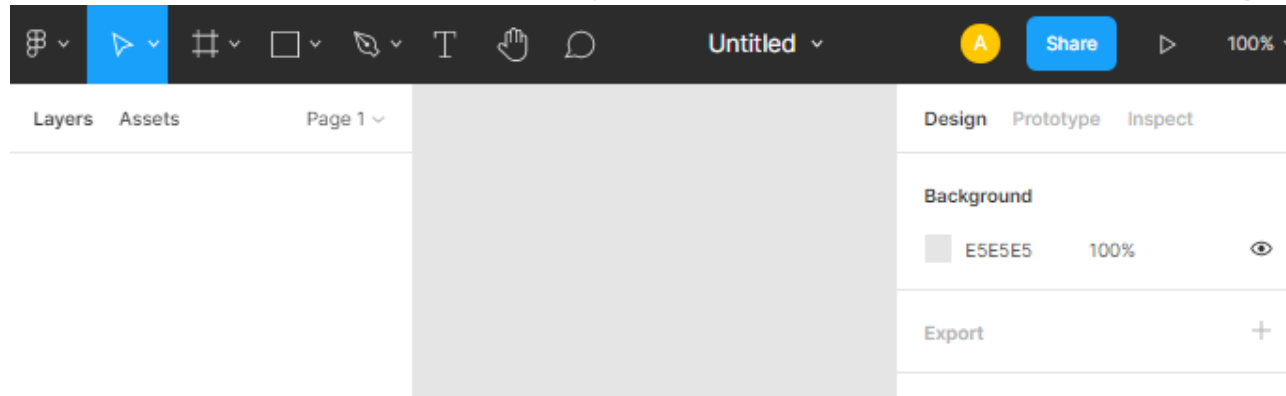 T Untitled A Share 100%
Layers Assets Page 1
Design Prototype Inspect
Background
E5E5E5 100%
Export